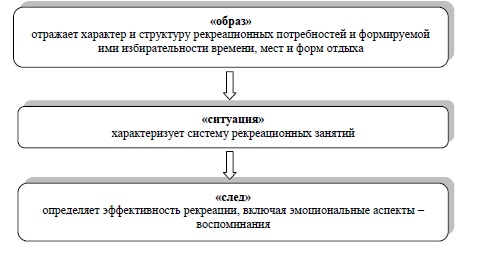 «образ»
отражает характер и структуру рекреационных потребностей и формируемой
ими избирательности времени, мест и форм отдыха
«ситуация»
характеризует систему рекреационных занятий
«след»
определяет эффективность рекреации, включая эмоциональные аспекты –
воспоминания